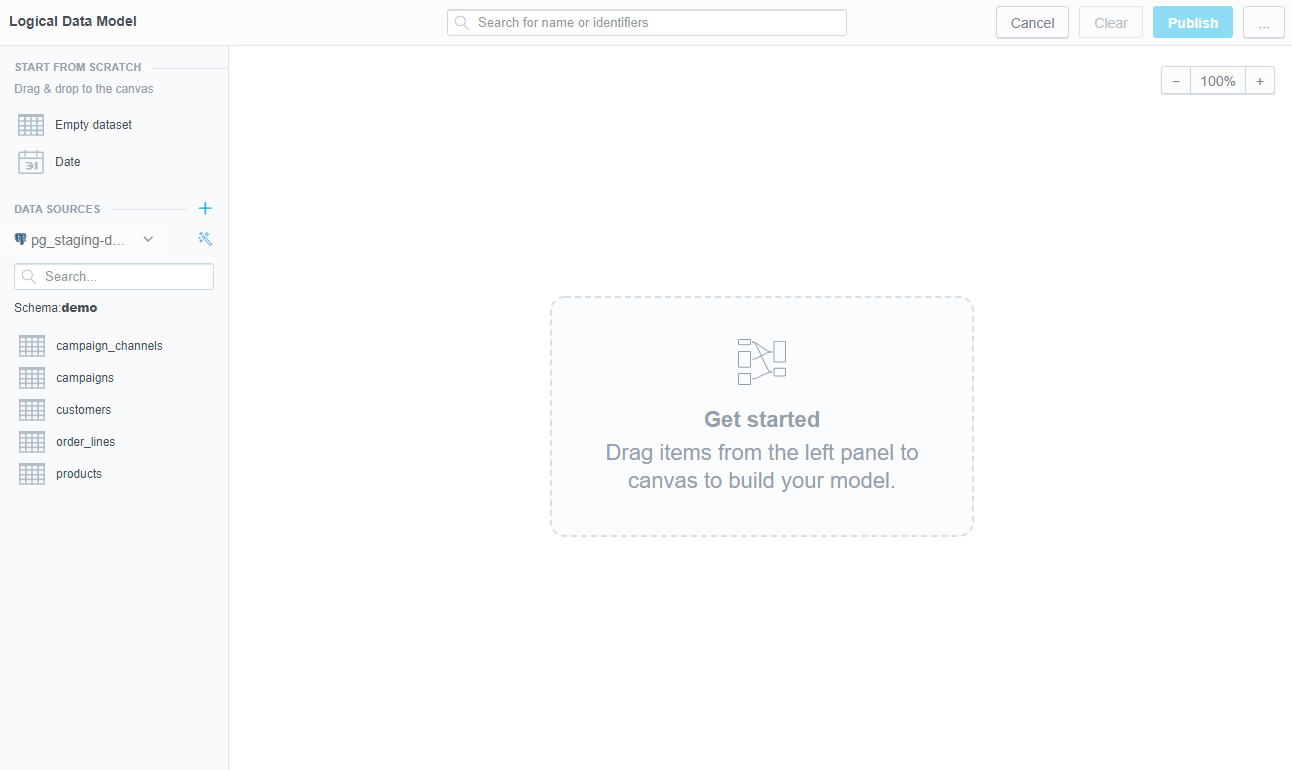 Logical Data Model
Search for name or identifiers
Cancel
Clear
Publish
...
START FROM SCRATCH
Drag & drop to the canvas
Empty dataset
31
Date
DATA SOURCES
pg_staging-d...
Search...
Schema:demo
campaign_channels
campaigns
customers
order_lines
products
− 100% +
Get started
Drag items from the left panel to
canvas to build your model.